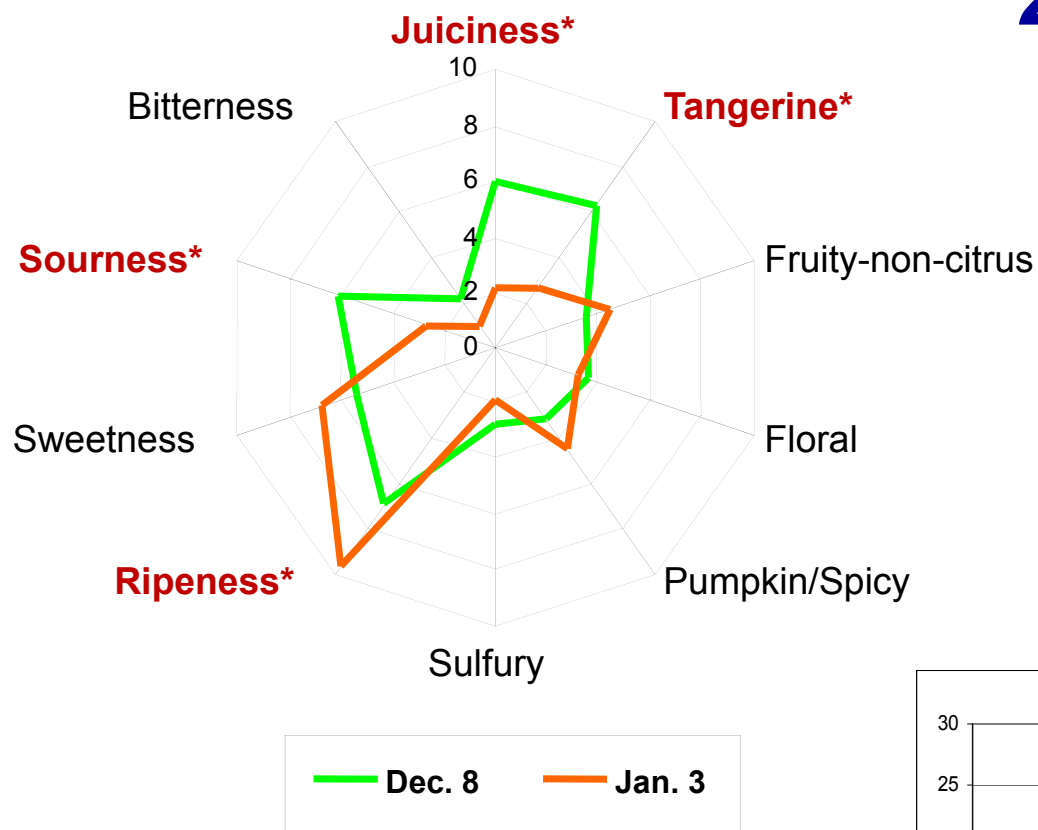 Juiciness*
10
Bitterness
Tangerine*
8
6
4
Sourness*
Fruity-non-citrus
2
0
Sweetness
Floral
Ripeness*
Pumpkin/Spicy
Sulfury
30
Dec. 8 Jan. 3
25